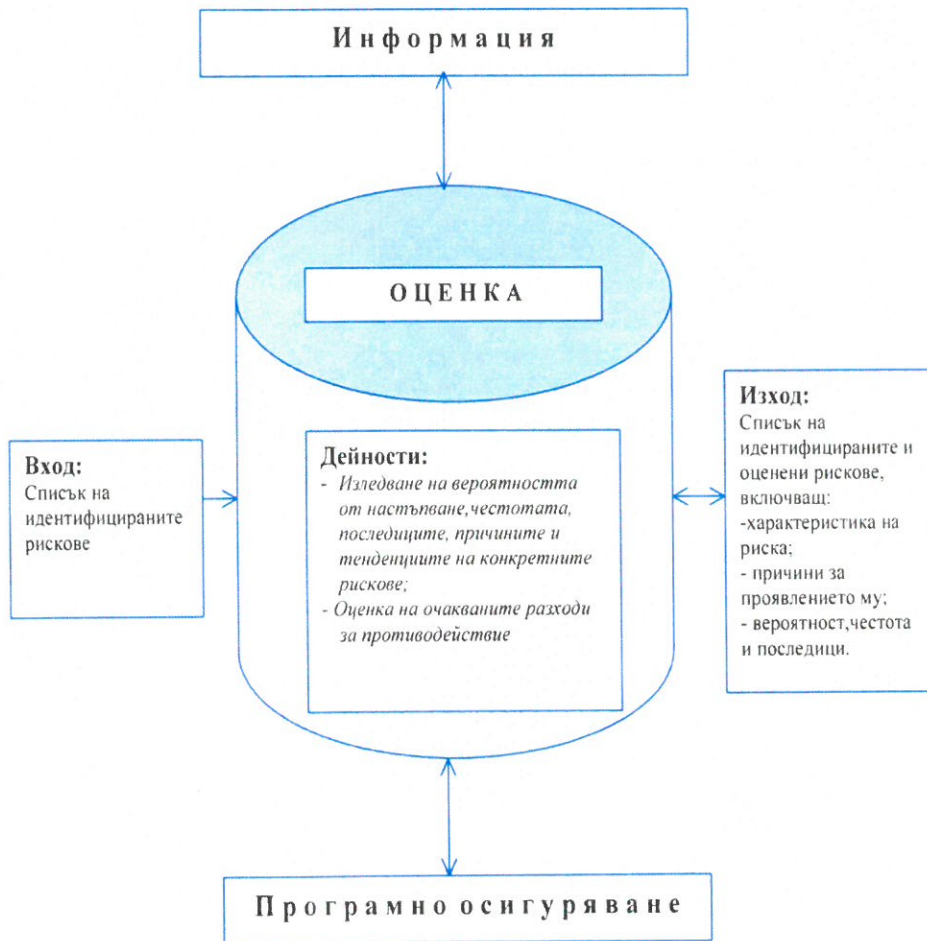 Информация
ОЦЕНКА
Вход:
Списък на
идентифицираните
рискове
Дейности:
- Изледване на вероятността
от настъпване,честотата,
последиците, причините и
тенденциите на конкретните
рискове;
- Оценка на очакваните разходи
за противодействие
Изход:
Списък на
идентифицираните и
оценени рискове,
включващ:
-характеристика на
риска;
- причини за
проявлението му;
- вероятност,честота
и последици.
Програмно осигуряване